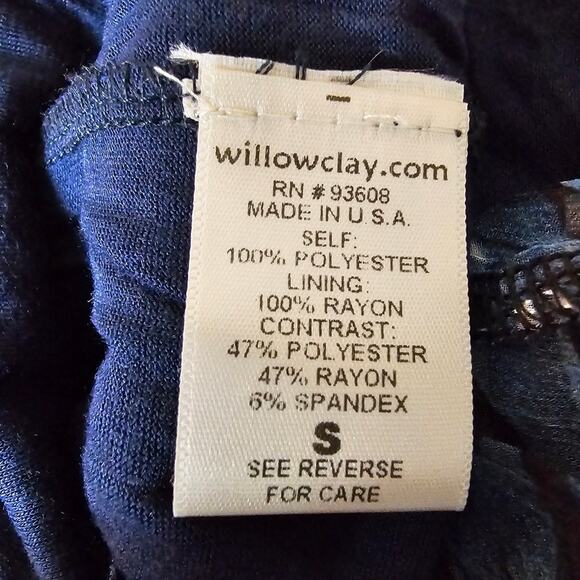 willowclay.com
RN # 93608
MADE IN U S.A.
SELF:
100% POLYESTER
LINING:
100% RAYON
CONTRAST:
47% POLYESTER
47% RAYON
6% SPANDEX
S
SEE REVERSE
FOR CARE